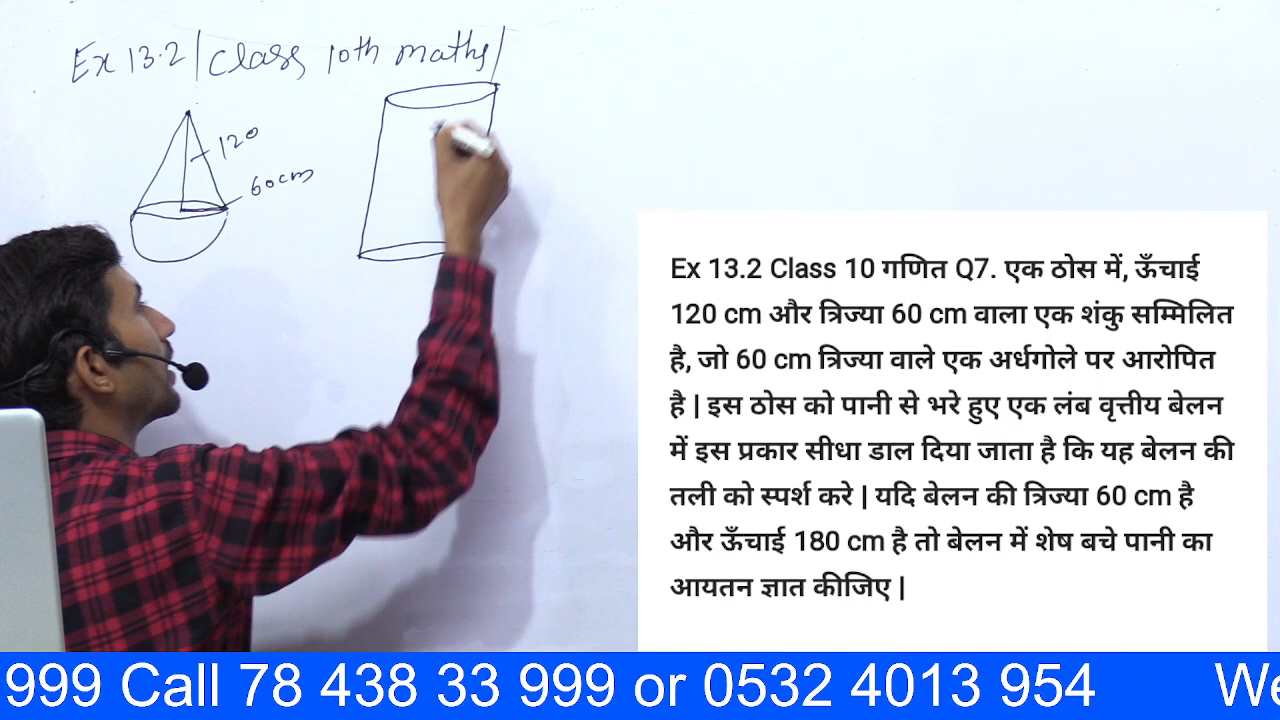 Ex 13.2 | Class 10th maths |
120
60cm
Ex 13.2 Class 10 गणित Q7. एक ठोस में, ऊँचाई
120 cm और त्रिज्या 60 cm वाला एक शंकु सम्मिलित
है, जो 60 cm त्रिज्या वाले एक अर्धगोले पर आरोपित
है | इस ठोस को पानी से भरे हुए एक लंब वृत्तीय बेलन
में इस प्रकार सीधा डाल दिया जाता है कि यह बेलन की
तली को स्पर्श करे | यदि बेलन की त्रिज्या 60 cm है
और ऊँचाई 180 cm है तो बेलन में शेष बचे पानी का
आयतन ज्ञात कीजिए |
999 Call 78 438 33 999 or 0532 4013 954 We